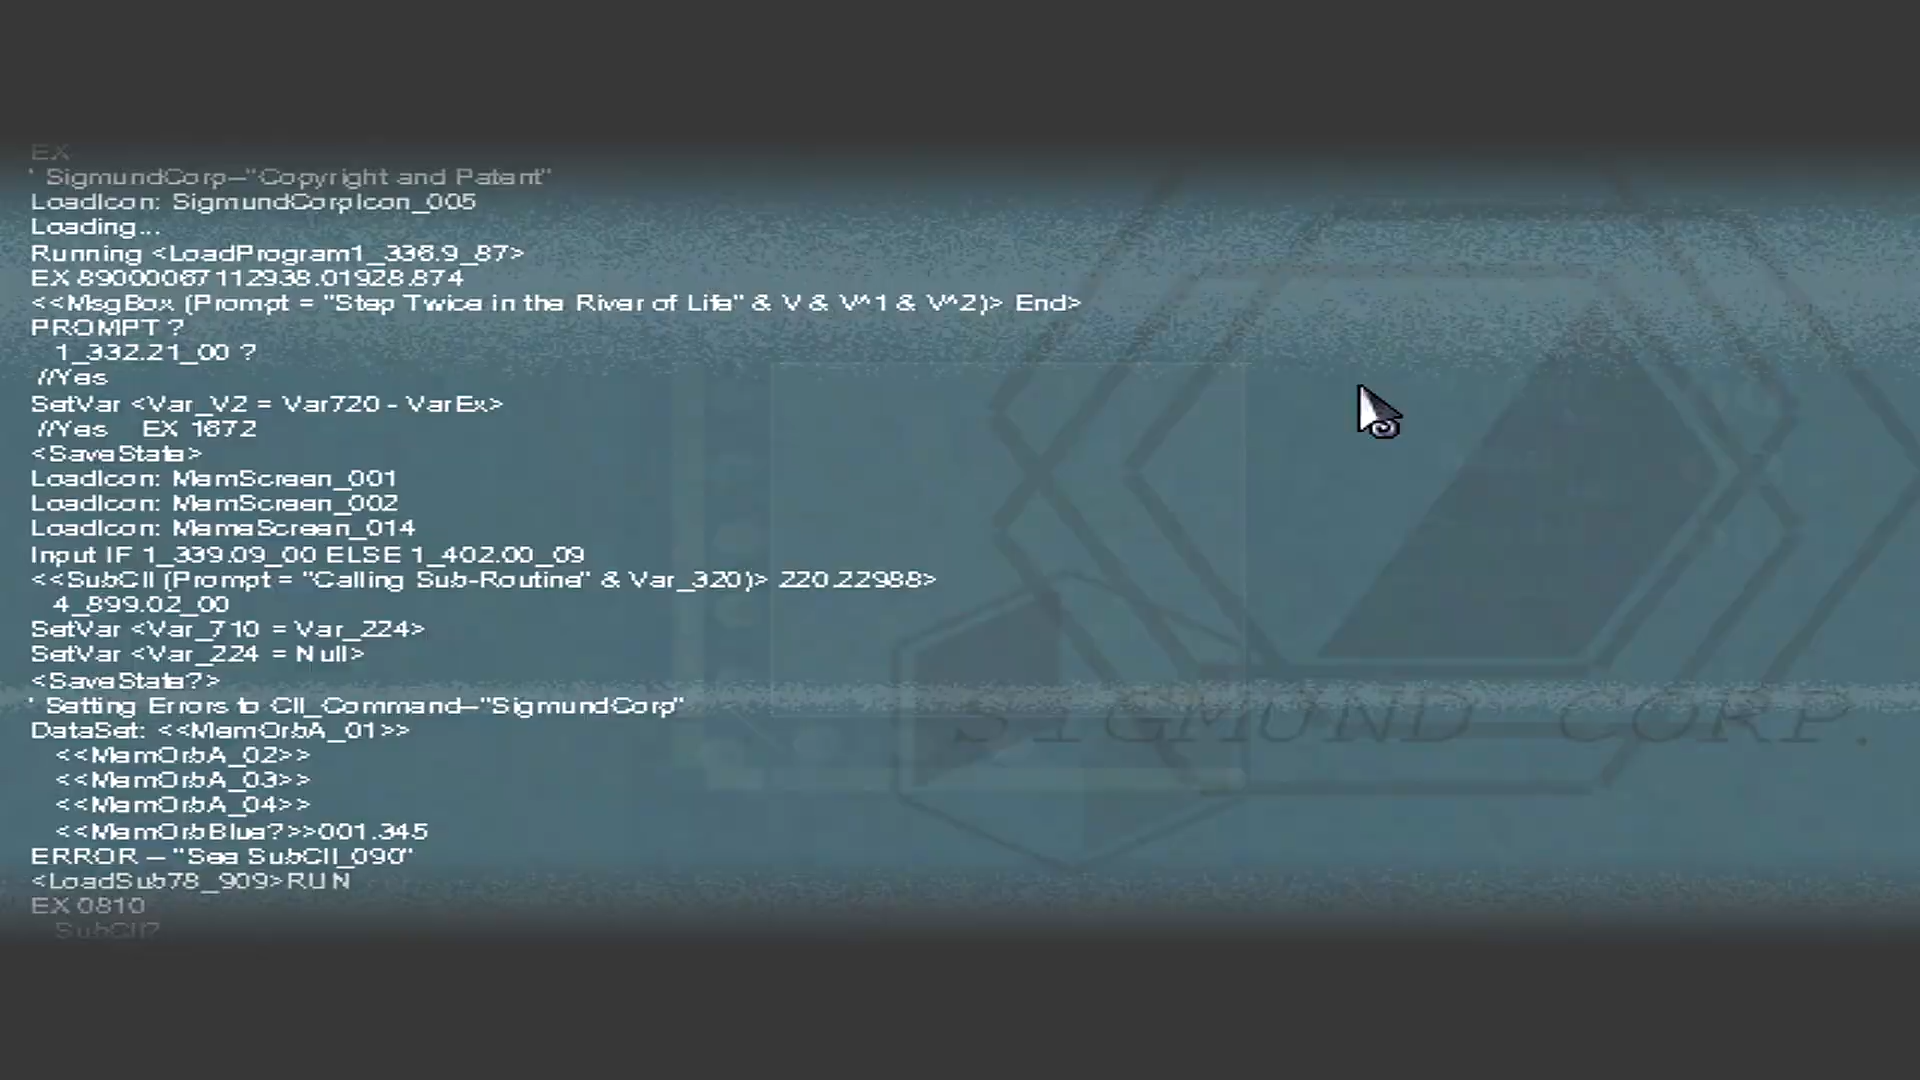 EX
' SigmundCorp—"Copyright and Patent"
LoadIcon: SigmundCorpIcon_005
Loading...
Running <LoadProgram1_336.9_87>
EX 89000067112938.01928.874
<<MsgBox (Prompt = "Step Twice in the River of Life" & V & V^1 & V^2)> End>
PROMPT ?
1_332.21_00 ?
//Yes
SetVar <Var_V2 = Var720 - VarEx>
//Yes EX 1672
<SaveState>
LoadIcon: MemScreen_001
LoadIcon: MemScreen_002
LoadIcon: MemeScreen_014
Input IF 1_339.09_00 ELSE 1_402.00_09
<<SubCll (Prompt = "Calling Sub-Routine" & Var_320)> 220.22988>
4_899.02_00
SetVar <Var_710 = Var_224>
SetVar <Var_224 = Null>
<SaveState?>
' Setting Errors to Cll_Command—"SigmundCorp"
DataSet: <<MemOrbA_01>>
<<MemOrbA_02>>
<<MemOrbA_03>>
<<MemOrbA_04>>
<<MemOrbBlue?>>001.345
ERROR — "See SubCll_090"
<LoadSub78_909>RUN
EX 0810
SubCll?
SIGMUND CORP.